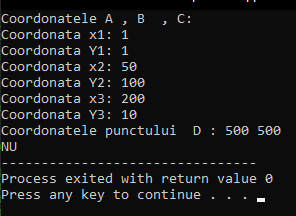 Coordonatele A , B  , C:
Coordonata x1: 1
Coordonata Y1: 1
Coordonata x2: 50
Coordonata Y2: 100
Coordonata x3: 200
Coordonata Y3: 10
Coordonatele punctului  D : 500 500
NU
--------------------------------
Process exited with return value 0
Press any key to continue . . .